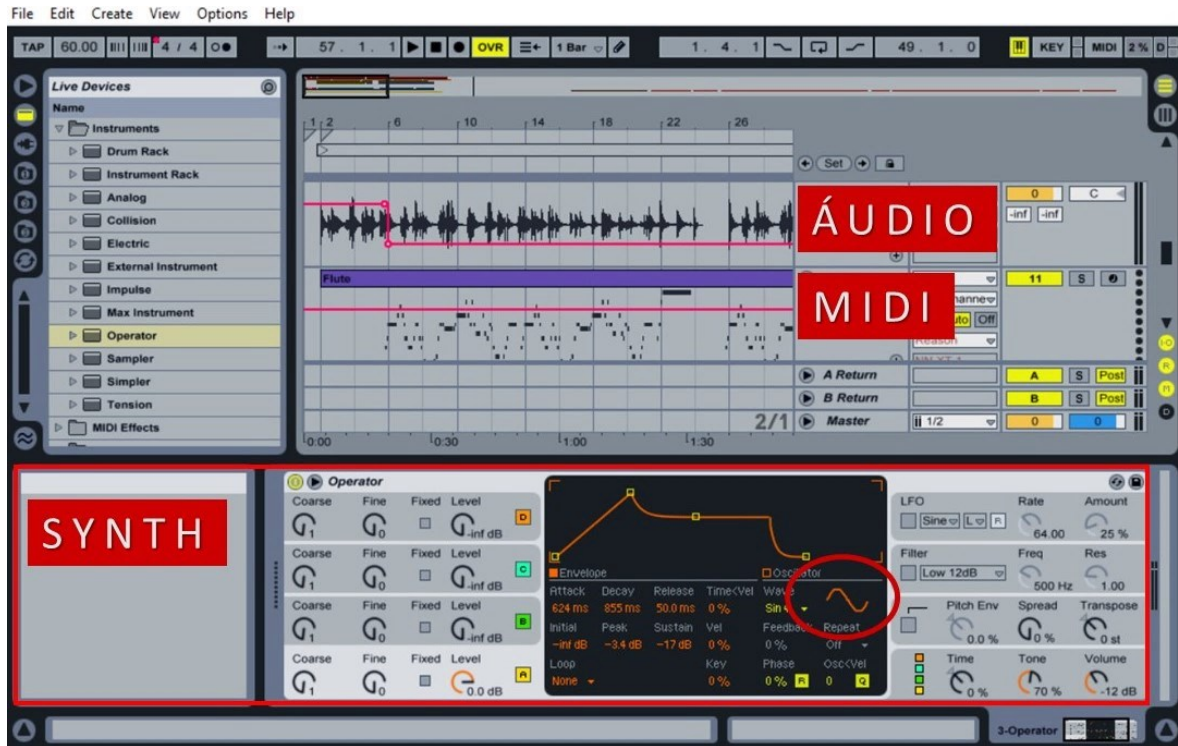 File Edit Create View Options Help
TAP 60.00 4 / 4 57. 1. 1 OVR 1 Bar 1. 4. 1 49. 1. 0 KEY MIDI 2 % D
Live Devices
Name
Instruments
Drum Rack
Instrument Rack
Analog
Collision
Electric
External Instrument
Impulse
Max Instrument
Operator
Sampler
Simpler
Tension
MIDI Effects
1 2 6 10 14 18 22 26
Set
ÁUDIO
0 C
-inf -inf
Flute
MIDI
11 S
Off
A Return A S Post
B Return B S Post
2/1 Master 1/2 0 0
0:00 0:30 1:00 1:30
I-O
R
M
D
SYNTH
Operator
Coarse Fine Fixed Level
1 0 -inf dB D
Coarse Fine Fixed Level
1 0 -inf dB C
Coarse Fine Fixed Level
1 0 -inf dB B
Coarse Fine Fixed Level
1 0 0.0 dB A
Envelope Oscillator
Attack Decay Release Time<Vel Wave
624 ms 855 ms 50.0 ms 0 % Sin
Initial Peak Sustain Vel Feedback Repeat
-inf dB -3.4 dB -17 dB 0 % 0 % Off
Loop Key Phase Osc<Vel
None 0 % 0 % R 0 Q
LFO Rate Amount
Sine L R 64.00 25 %
Filter Freq Res
Low 12dB 500 Hz 1.00
Pitch Env Spread Transpose
0.0 % 0 % 0 st
Time Tone Volume
0 % 70 % -12 dB
3-Operator